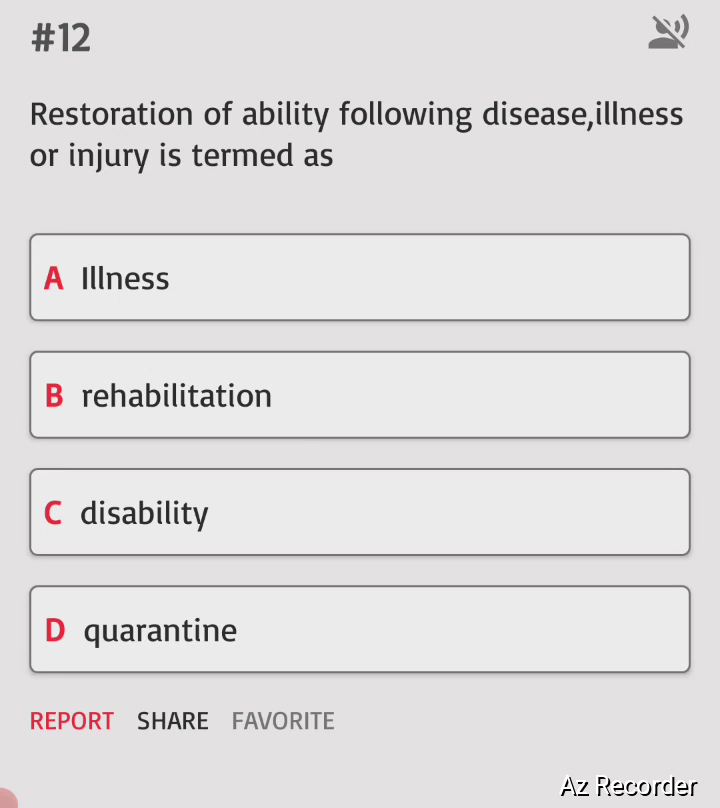 #12
Restoration of ability following disease,illness
or injury is termed as
A Illness
B rehabilitation
C disability
D quarantine
REPORT SHARE FAVORITE
Az Recorder